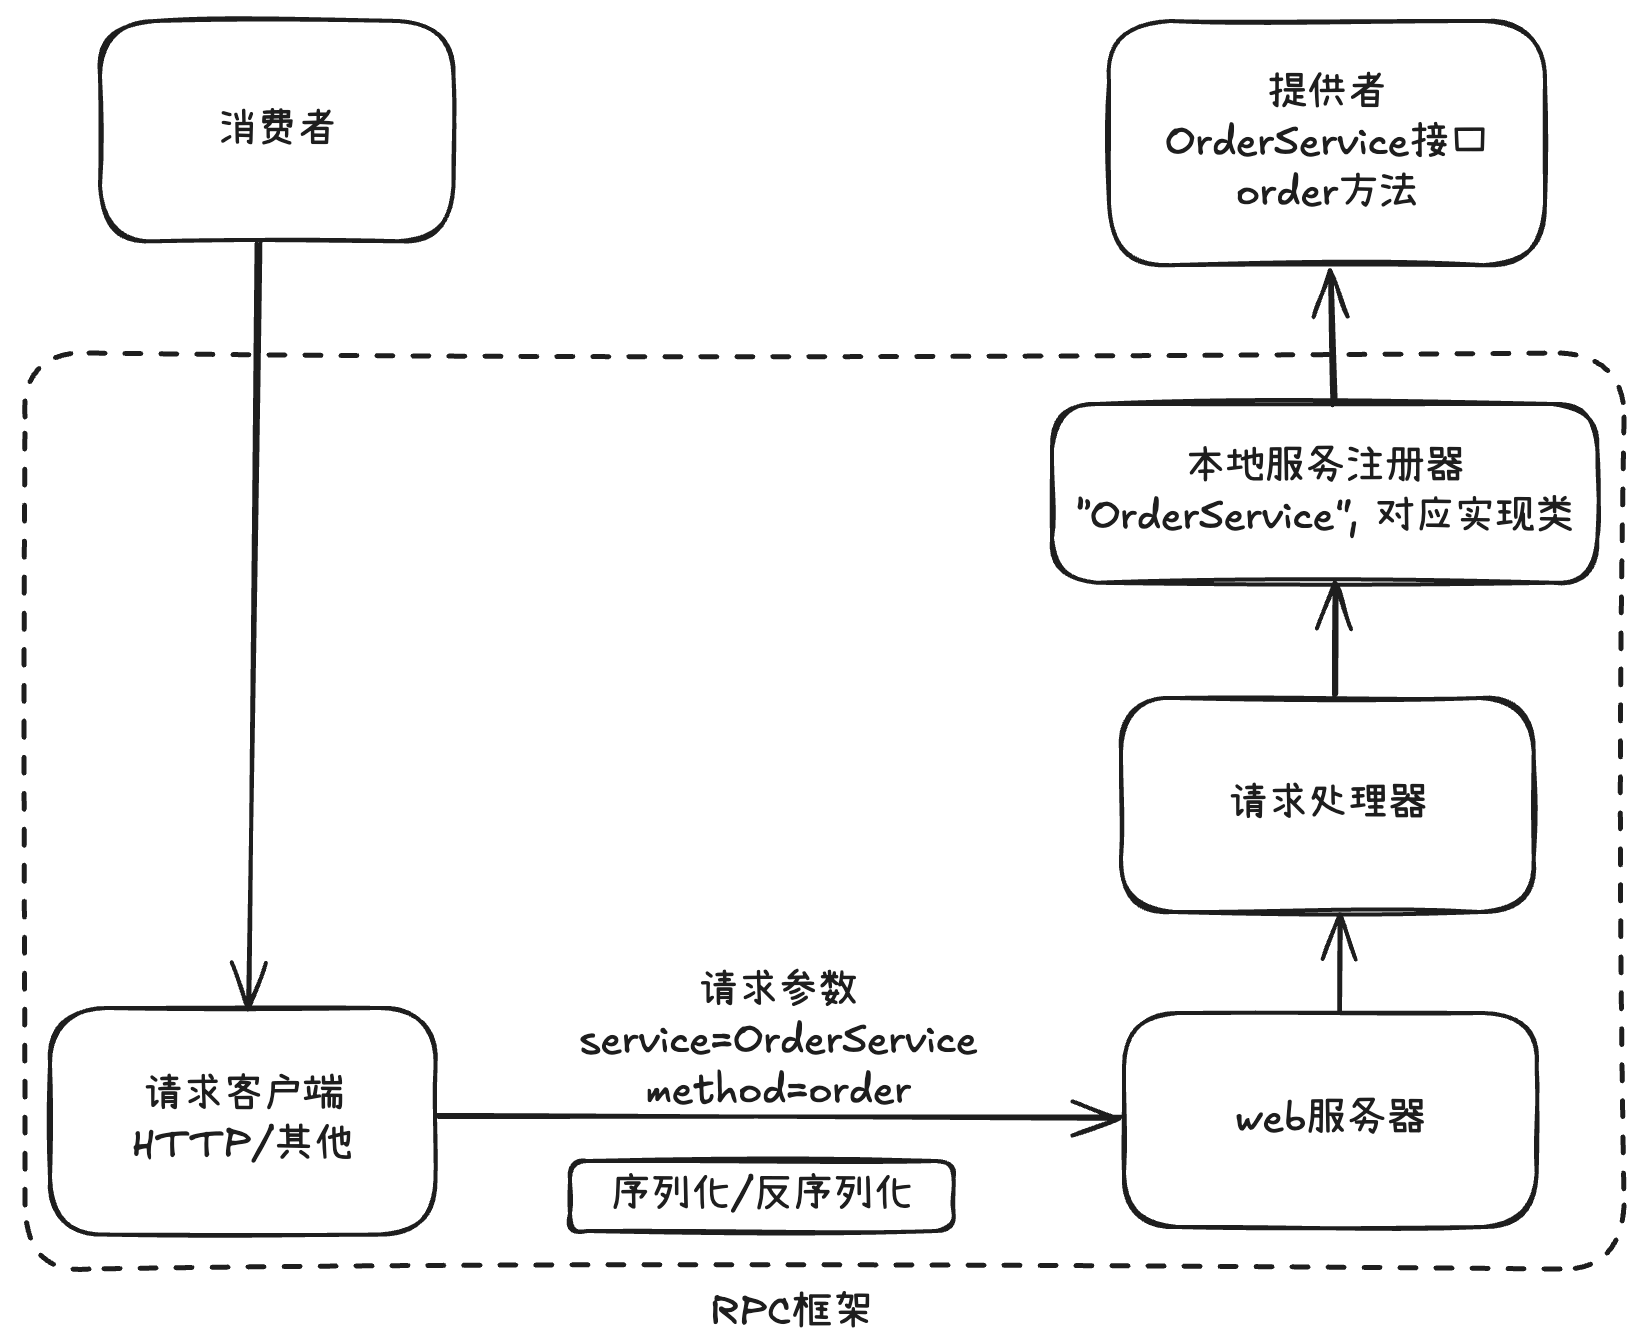 消费者
提供者
OrderService接口
order方法
本地服务注册器
"OrderService", 对应实现类
请求处理器
请求参数
service=OrderService
method=order
请求客户端
HTTP/其他
web服务器
序列化/反序列化
RPC框架